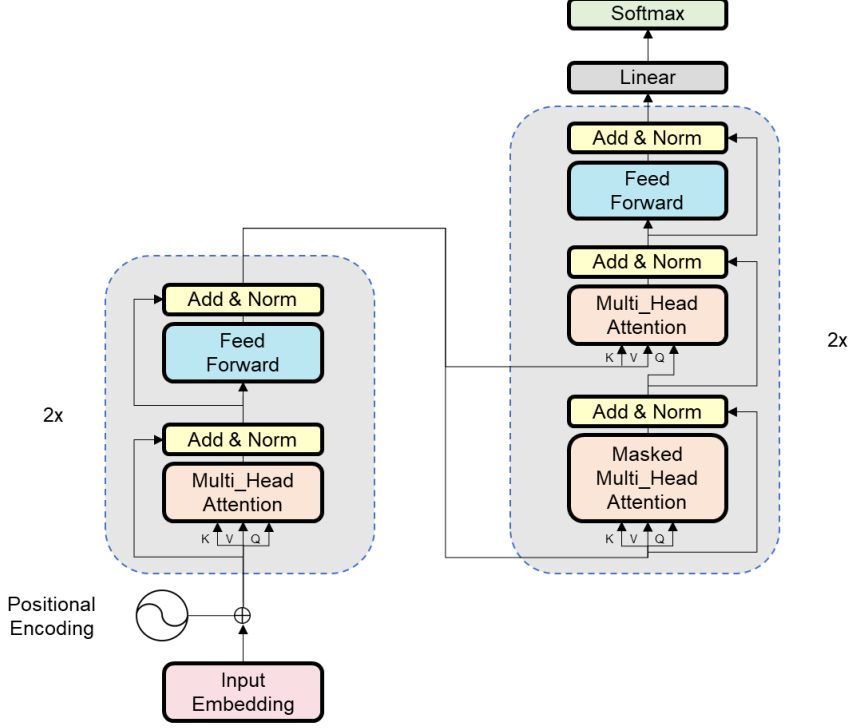 Softmax
Linear
Add & Norm
Feed
Forward
Add & Norm
Multi_Head
Attention
K V Q
2x
Add & Norm
Masked
Multi_Head
Attention
K V Q
Add & Norm
Feed
Forward
2x
Add & Norm
Multi_Head
Attention
K V Q
Positional
Encoding
Input
Embedding